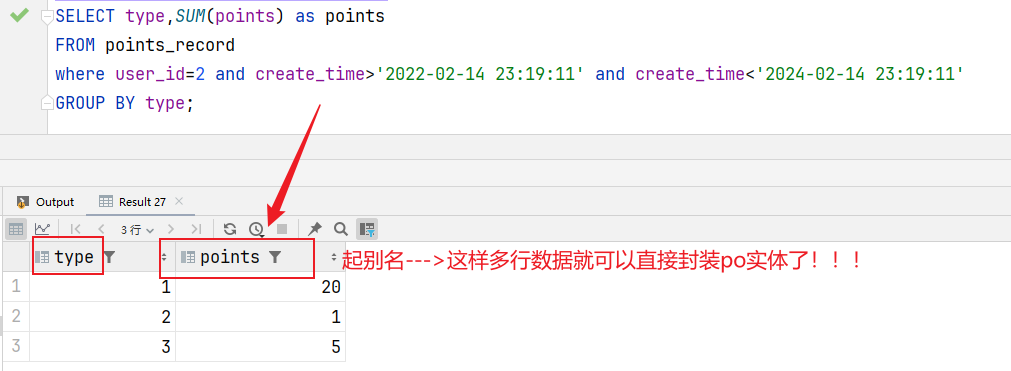 SELECT type,SUM(points) as points
FROM points_record
where user_id=2 and create_time>'2022-02-14 23:19:11' and create_time<'2024-02-14 23:19:11'
GROUP BY type;
Output Result 27
3 行
type points
起别名--->这样多行数据就可以直接封装po实体了！！！
1 1 20
2 2 1
3 3 5